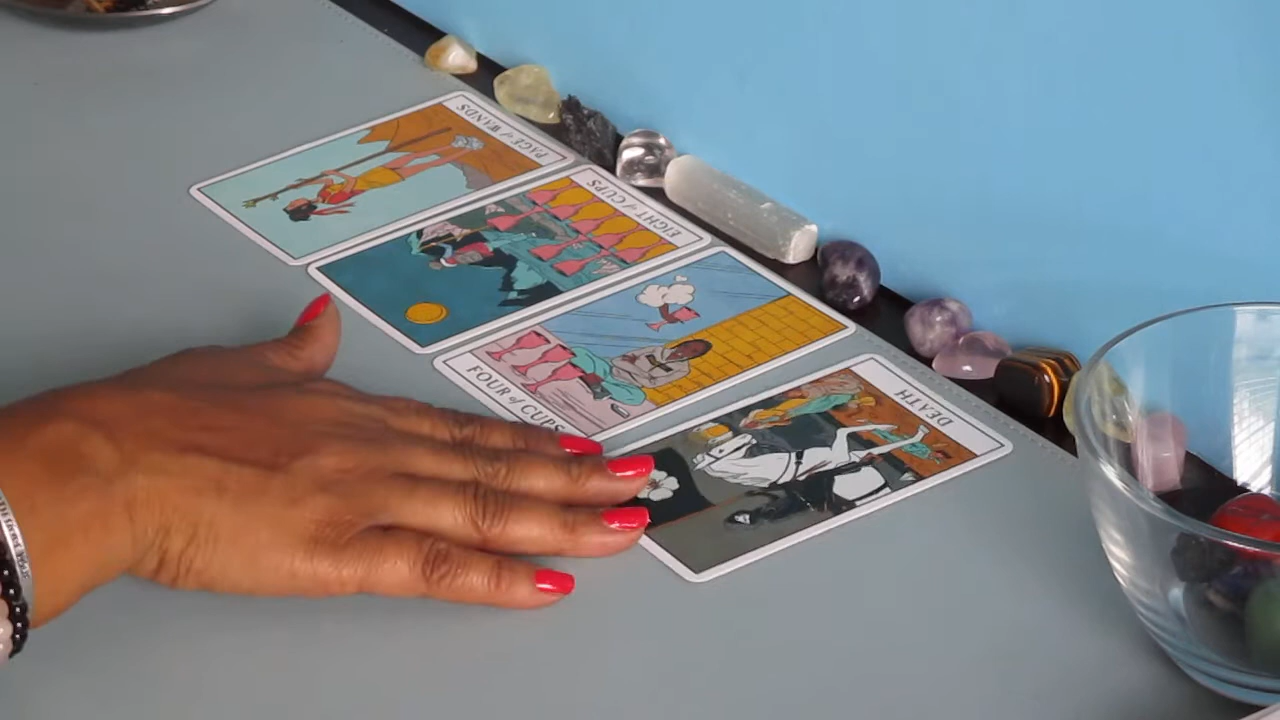 PAGE of WANDS
EIGHT of CUPS
FOUR of CUPS
DEATH